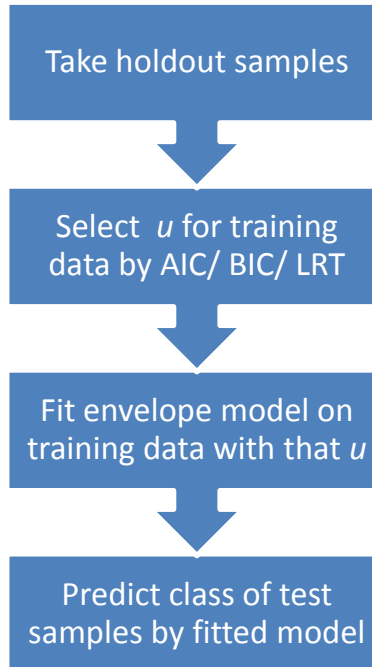 Take holdout samples
Select u for training
data by AIC/ BIC/ LRT
Fit envelope model on
training data with that u
Predict class of test
samples by fitted model